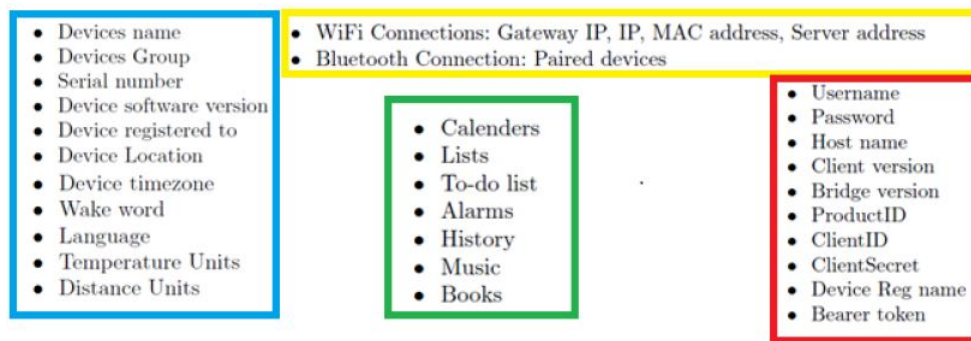 • Devices name
• Devices Group
• Serial number
• Device software version
• Device registered to
• Device Location
• Device timezone
• Wake word
• Language
• Temperature Units
• Distance Units
• WiFi Connections: Gateway IP, IP, MAC address, Server address
• Bluetooth Connection: Paired devices
• Calenders
• Lists
• To-do list
• Alarms
• History
• Music
• Books
• Username
• Password
• Host name
• Client version
• Bridge version
• ProductID
• ClientID
• ClientSecret
• Device Reg name
• Bearer token